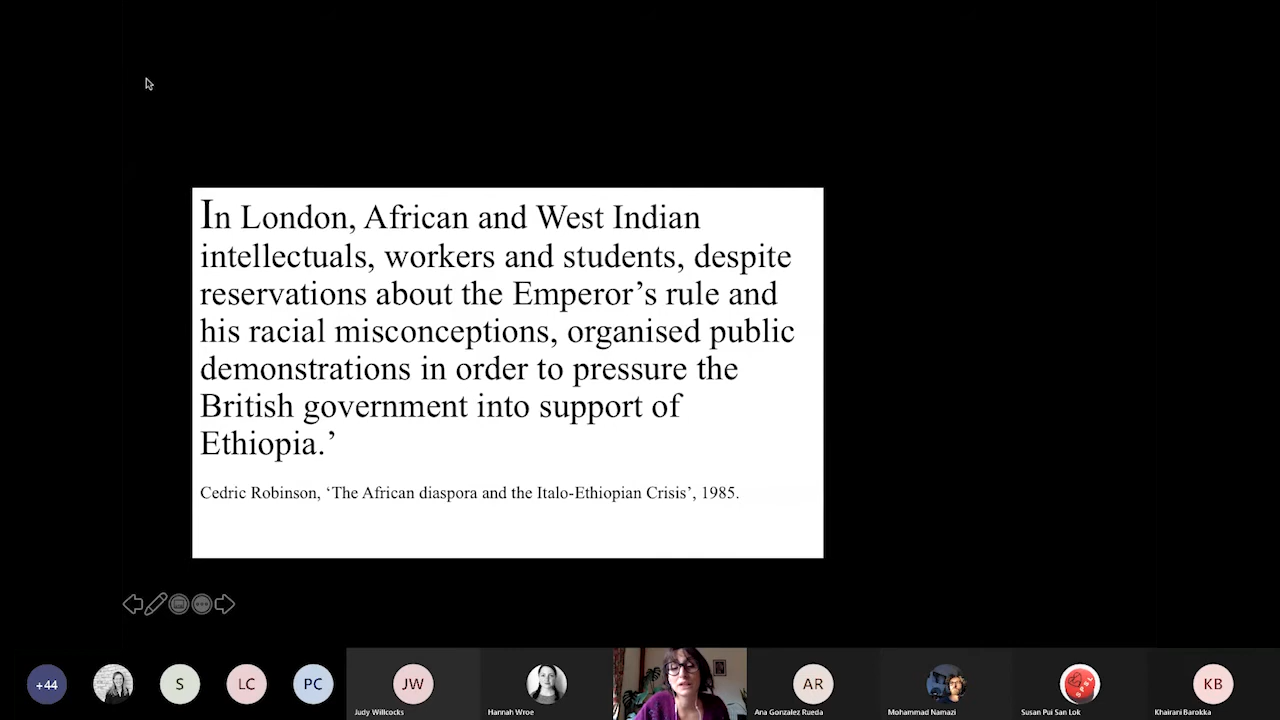 In London, African and West Indian
intellectuals, workers and students, despite
reservations about the Emperor’s rule and
his racial misconceptions, organised public
demonstrations in order to pressure the
British government into support of
Ethiopia.’
Cedric Robinson, ‘The African diaspora and the Italo-Ethiopian Crisis’, 1985.
+44
S
LC
PC
JW
AR
KB
Judy Willcocks
Hannah Wroe
Ana Gonzalez Rueda
Mohammad Namazi
Susan Pui San Lok
Khairani Barokka